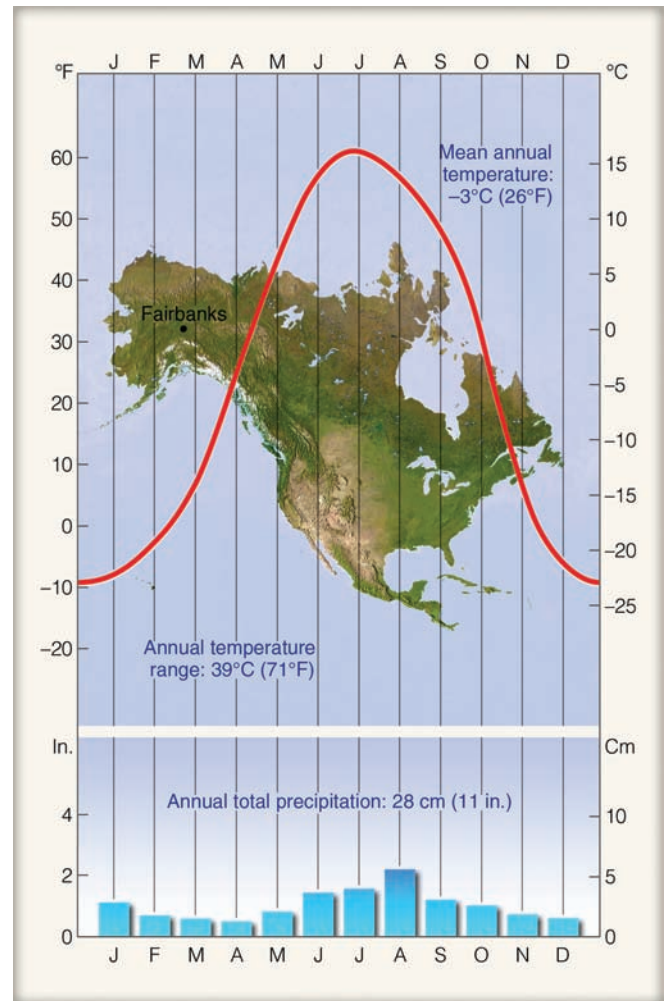 J F M A M J J A S O N D
°F °C
60
50
40
30
20
10
0
−10
−20
15
10
5
0
−5
−10
−15
−20
−25
Mean annual
temperature:
−3°C (26°F)
Fairbanks
Annual temperature
range: 39°C (71°F)
In. Cm
Annual total precipitation: 28 cm (11 in.)
4
2
0
10
5
0
J F M A M J J A S O N D